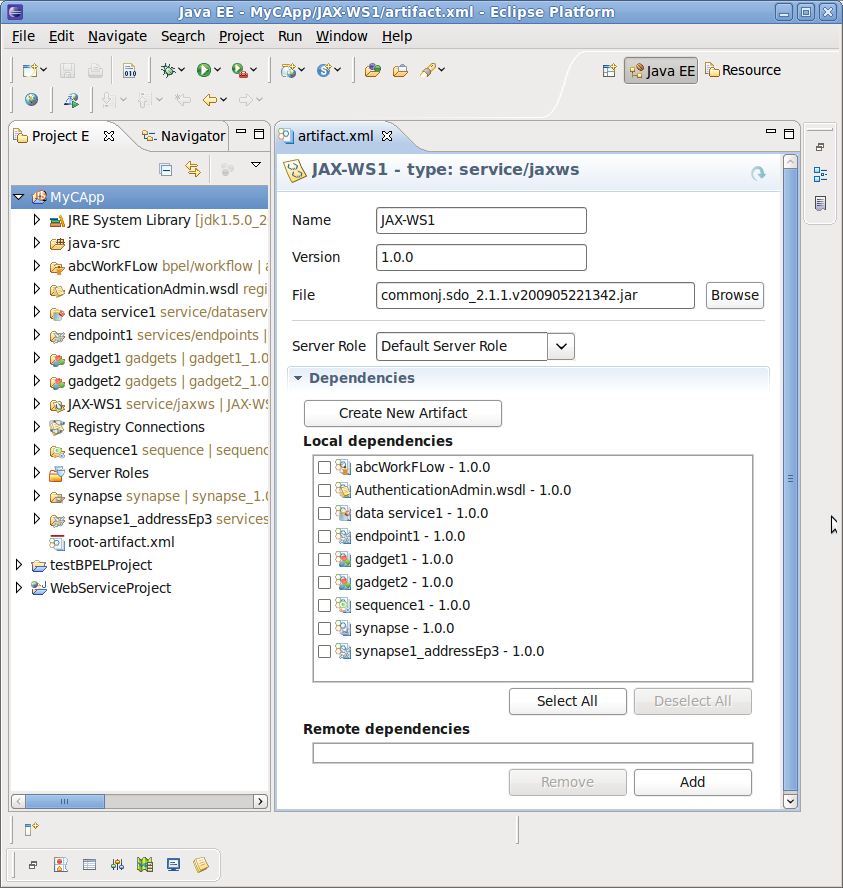 Java EE - MyCApp/JAX-WS1/artifact.xml - Eclipse Platform
File Edit Navigate Search Project Run Window Help
Java EE Resource
Project E Navigator
MyCApp
JRE System Library [jdk1.5.0_2
java-src
abcWorkFLow bpel/workflow | a
AuthenticationAdmin.wsdl regi
data service1 service/dataserv
endpoint1 services/endpoints |
gadget1 gadgets | gadget1_1.0
gadget2 gadgets | gadget2_1.0
JAX-WS1 service/jaxws | JAX-WS
Registry Connections
sequence1 sequence | sequenc
Server Roles
synapse synapse | synapse_1.0
synapse1_addressEp3 services
root-artifact.xml
testBPELProject
WebServiceProject
artifact.xml
JAX-WS1 - type: service/jaxws
Name JAX-WS1
Version 1.0.0
File commonj.sdo_2.1.1.v200905221342.jar Browse
Server Role Default Server Role
Dependencies
Create New Artifact
Local dependencies
abcWorkFLow - 1.0.0
AuthenticationAdmin.wsdl - 1.0.0
data service1 - 1.0.0
endpoint1 - 1.0.0
gadget1 - 1.0.0
gadget2 - 1.0.0
sequence1 - 1.0.0
synapse - 1.0.0
synapse1_addressEp3 - 1.0.0
Select All Deselect All
Remote dependencies
Remove Add